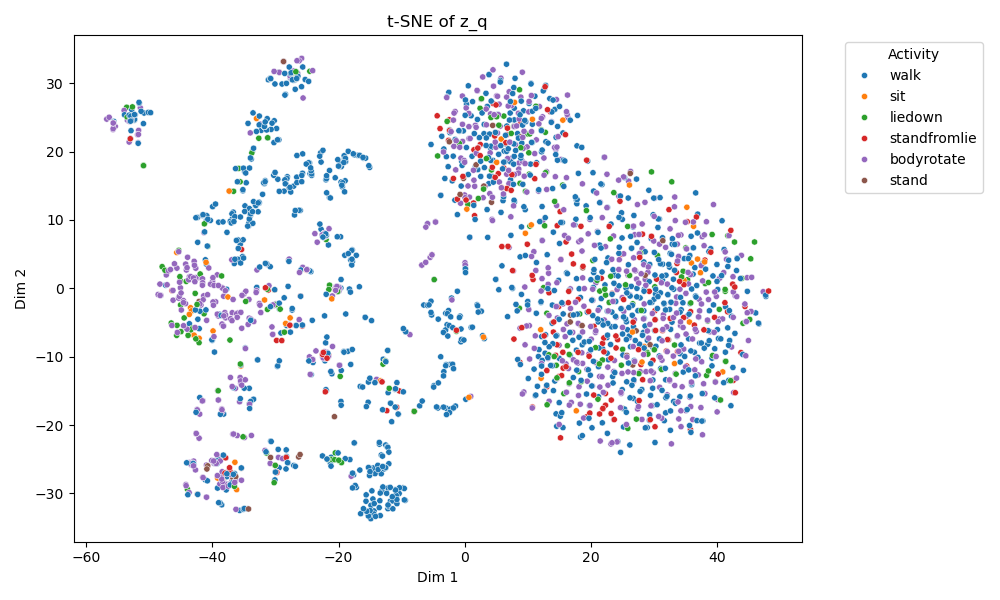 t-SNE of z_q
Activity
walk
sit
liedown
standfromlie
bodyrotate
stand
Dim 2
30
20
10
0
−10
−20
−30
−60 −40 −20 0 20 40
Dim 1